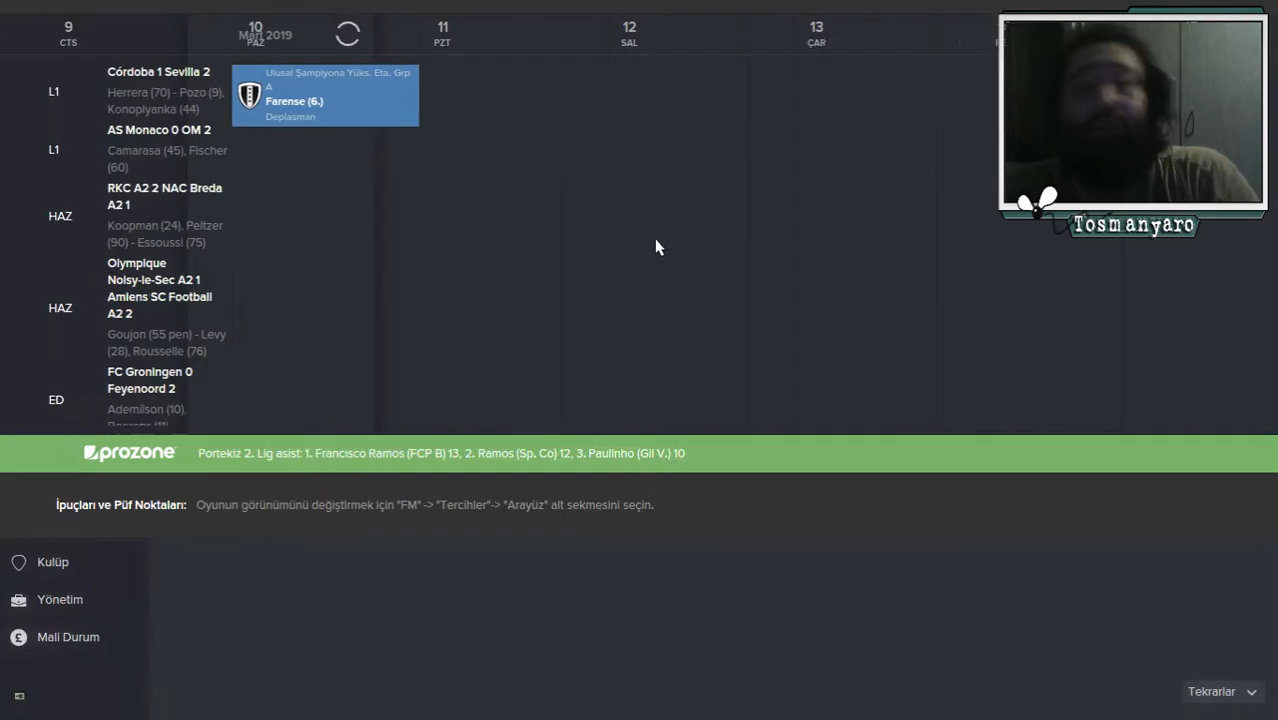 9
CTS
10
PAZ
Mart 2019
11
PZT
12
SAL
13
ÇAR
L1
Córdoba 1 Sevilla 2
Herrera (70) - Pozo (9),
Konoplyanka (44)
L1
AS Monaco 0 OM 2
Camarasa (45), Fischer
(60)
HAZ
RKC A2 2 NAC Breda
A2 1
Koopman (24), Peltzer
(90) - Essoussi (75)
HAZ
Olympique
Noisy-le-Sec A2 1
Amiens SC Football
A2 2
Goujon (55 pen) - Levy
(28), Rousselle (76)
ED
FC Groningen 0
Feyenoord 2
Ademilson (10),
Ulusal Şampiyona Yüks. Eta. Grp
A
Farense (6.)
Deplasman
Tosmanyaro
prozone
Portekiz 2. Lig asist: 1. Francisco Ramos (FCP B) 13, 2. Ramos (Sp. Co) 12, 3. Paulinho (Gil V.) 10
İpuçları ve Püf Noktaları: Oyunun görünümünü değiştirmek için "FM" -> "Tercihler"-> "Arayüz" alt sekmesini seçin.
Kulüp
Yönetim
Mali Durum
Tekrarlar